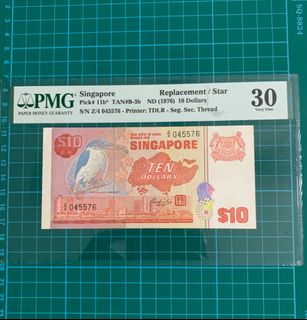 PMG
PAPER MONEY GUARANTY
Singapore
Replacement / Star
Pick# 11b* TAN#B-3b ND (1976) 10 Dollars
S/N Z/4 045576 - Printer: TDLR - Seg. Sec. Thread
30
Very Fine
$10
SINGAPORE
Z/4 045576
TEN
DOLLARS
Z/4 045576
$10